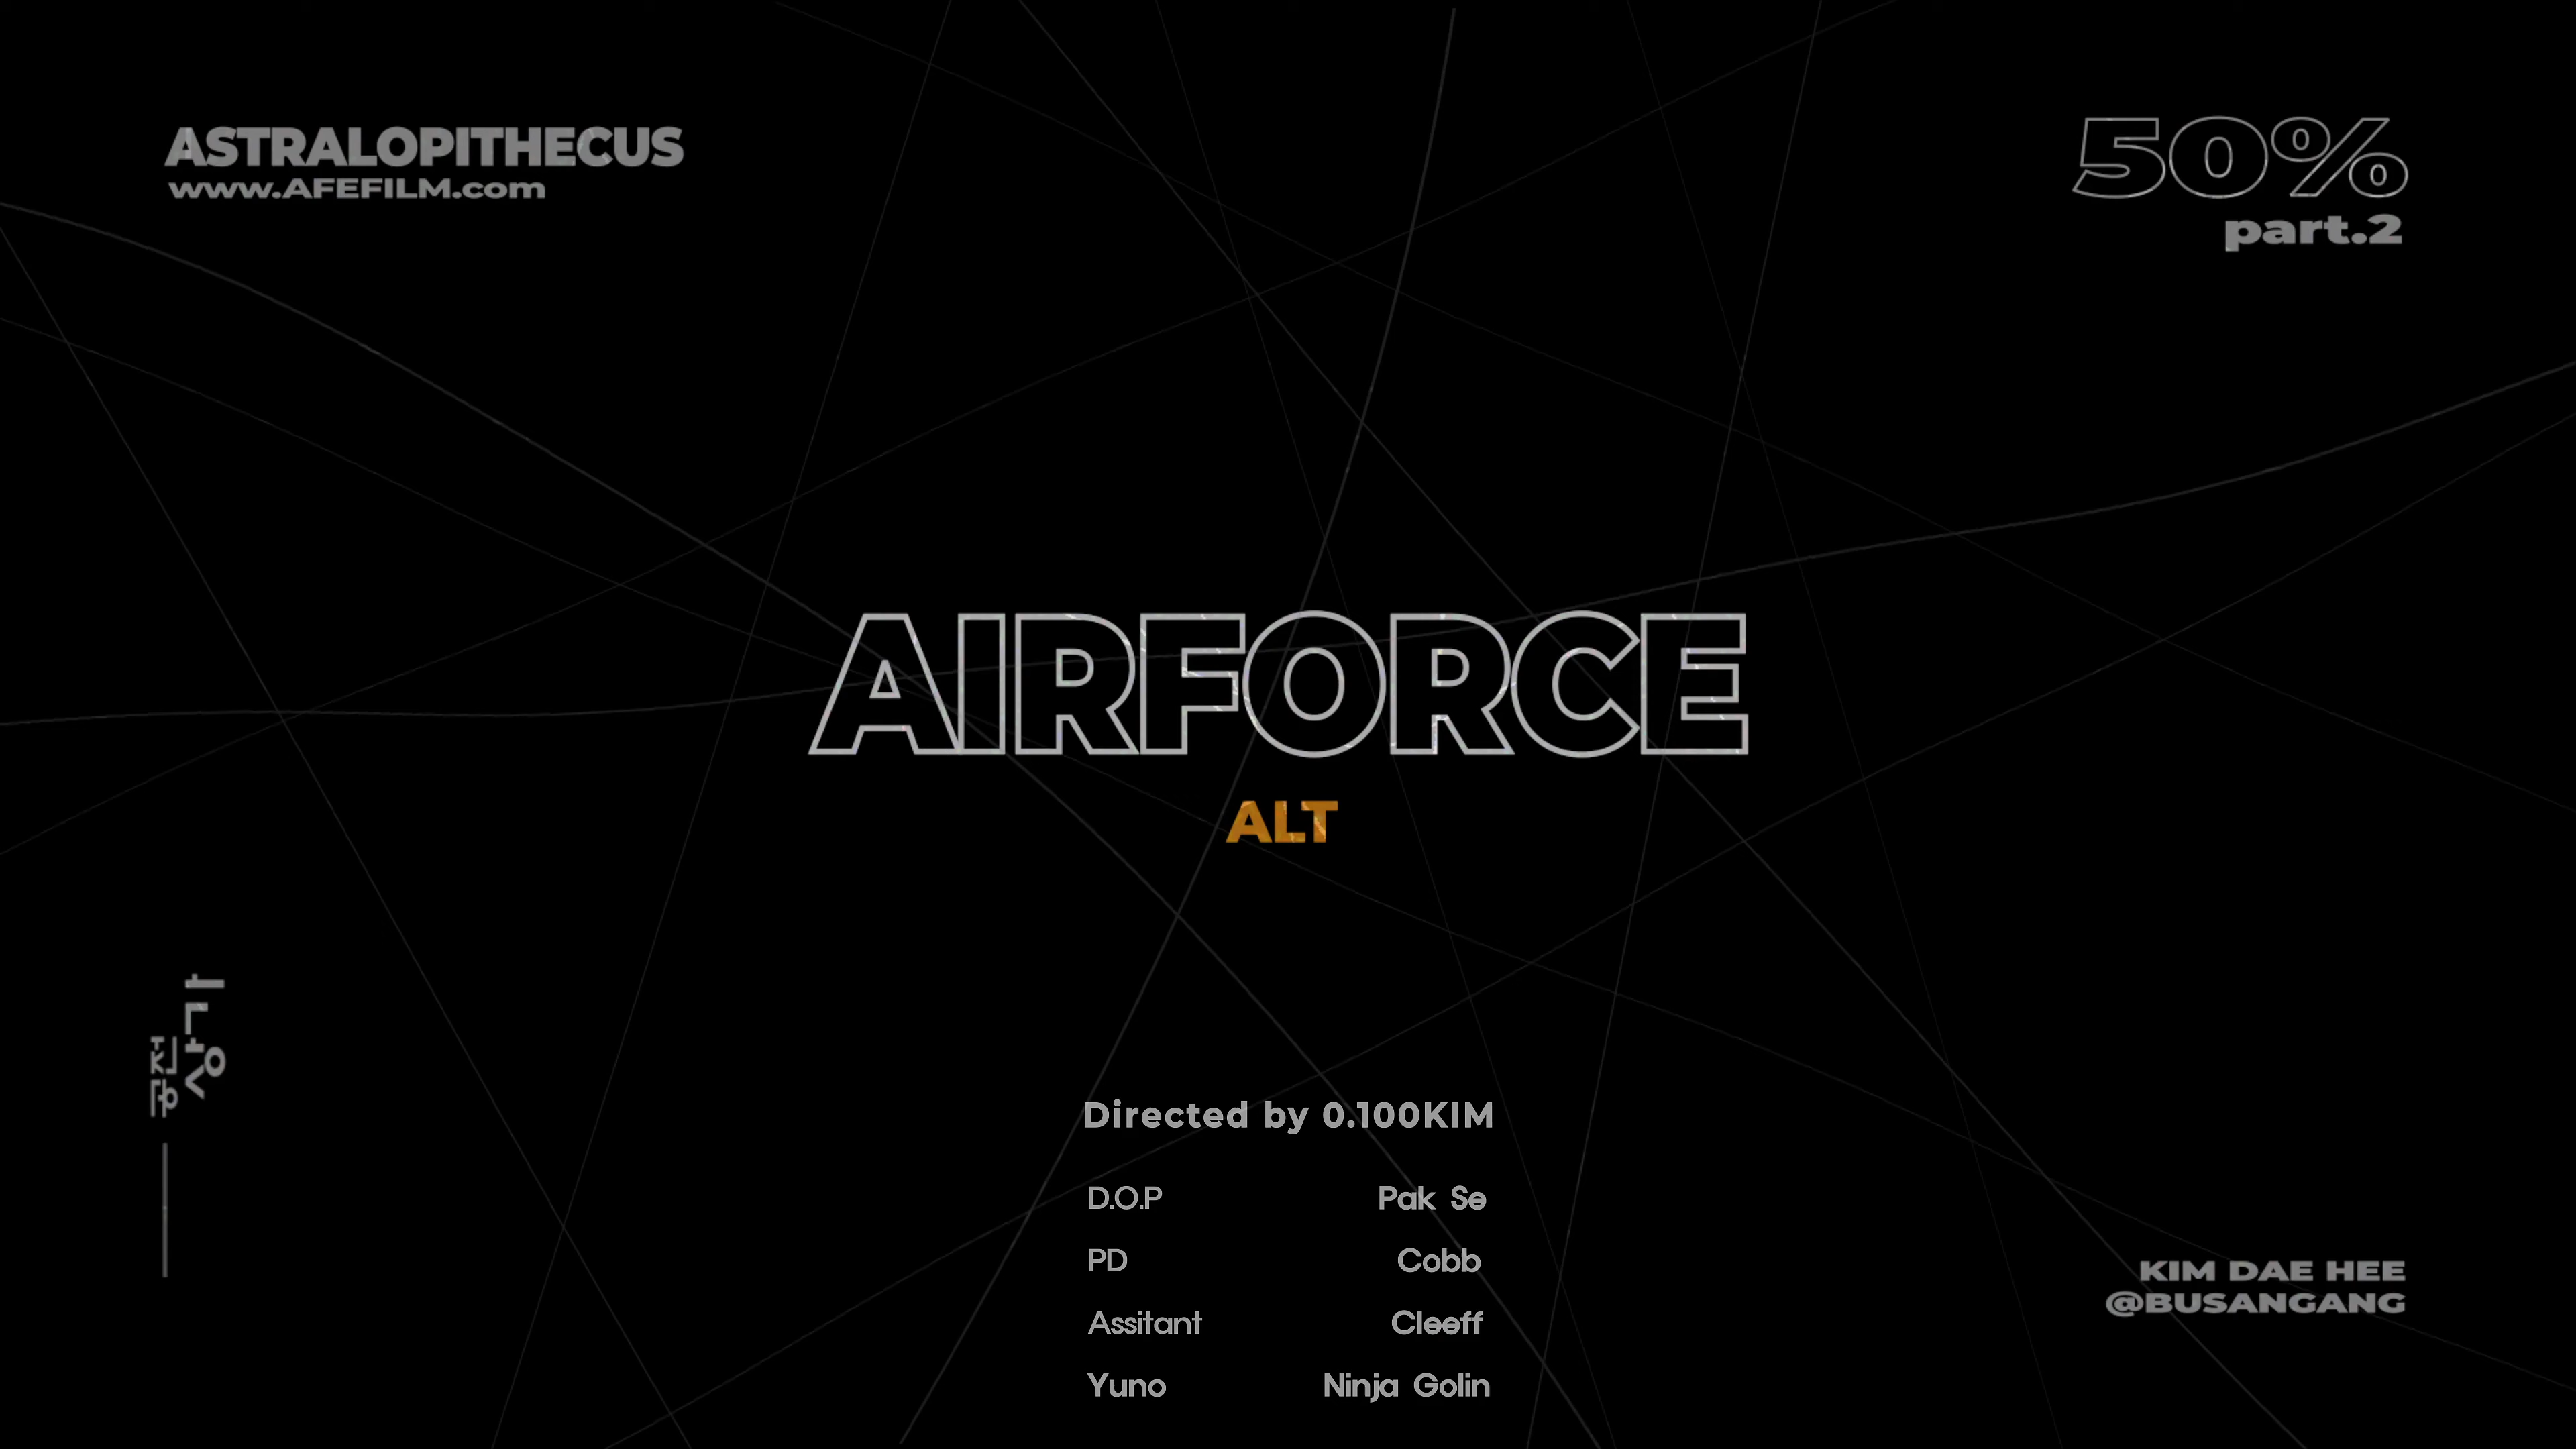 ASTRALOPITHECUS
www.AFEFILM.com
50%
part.2
AIRFORCE
ALT
Directed by 0.100KIM
D.O.P Pak Se
PD Cobb
Assitant Cleeff
Yuno Ninja Golin
KIM DAE HEE
@BUSANGANG